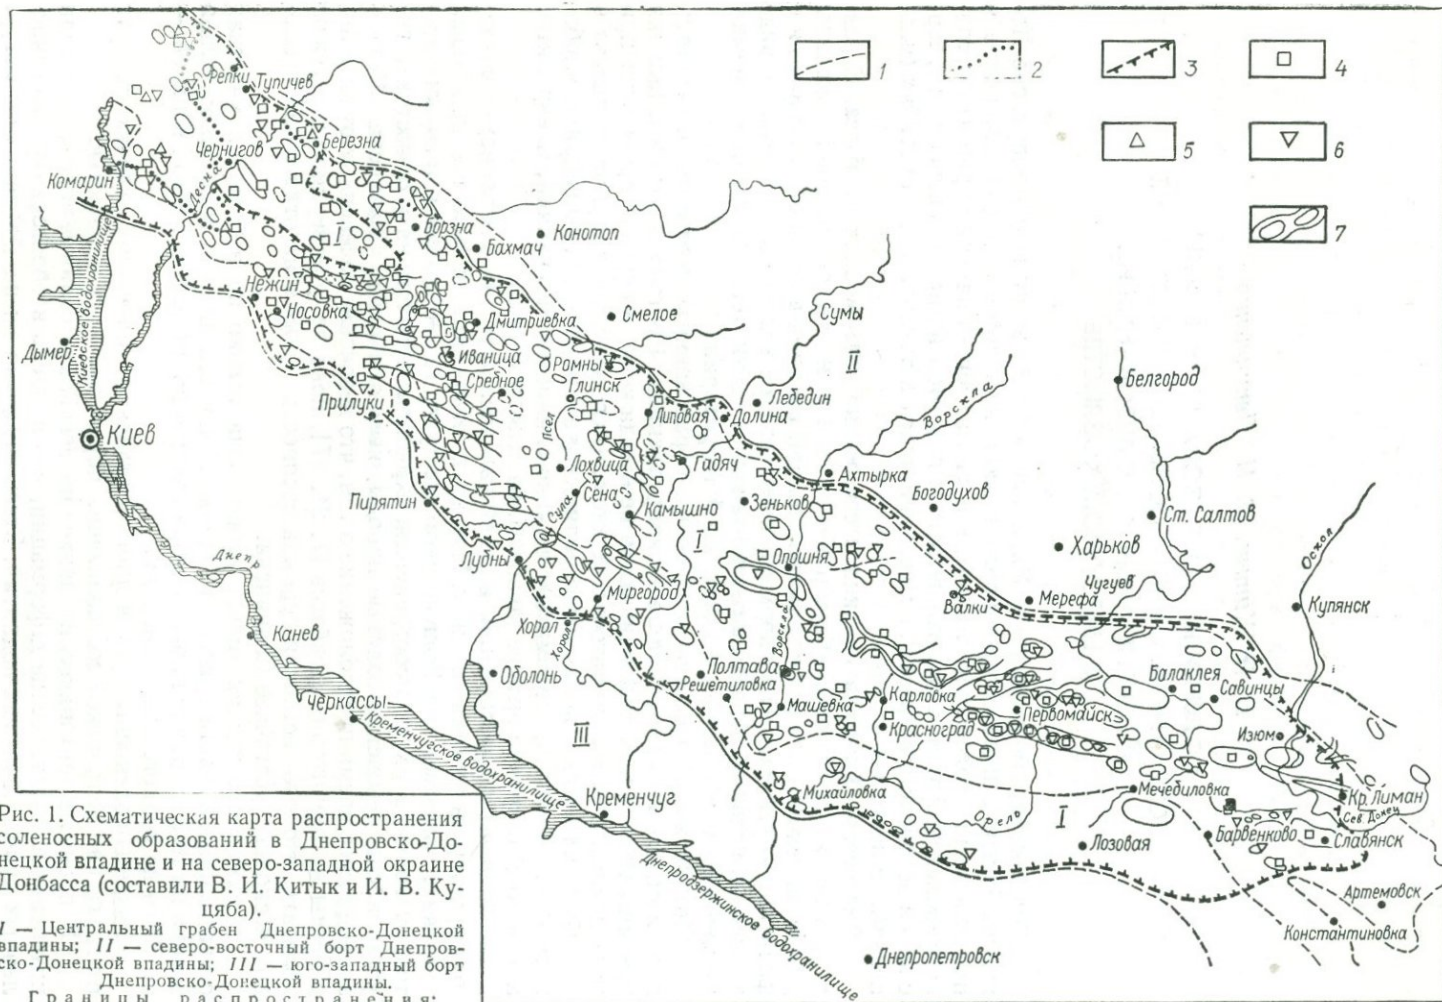 1
2
3
4
5
6
7
Репки
Тупичев
Березна
Чернигов
Комарин
Десна
I
Борзна
Бахмач
Конотоп
Киевское водохранилище
Нежин
Носовка
Дмитриевка
Смелое
Сумы
Дымер
Иваница
Ромны
II
Средное
Глинск
Белгород
Прилуки
Липовая
Долина
Лебедин
Ворскла
Киев
Псел
Лохвица
Гадяч
Ахтырка
Сена
Богодухов
Пирятин
Камышно
Зеньков
Ст. Салтов
Сула
I
Харьков
Оскол
Днепр
Лудны
Опошня
Чугуев
Миргород
Валки
Мерефа
Купянск
Хорол
Хорол
Ворскла
Канев
Оболонь
Полтава
Решетиловка
Карловка
Балаклея
Савинцы
Черкассы
Машевка
Первомайск
Красноград
Изюм
III
Кременчугское водохранилище
Кременчуг
Михайловка
Мечебиловка
Кр. Лиман
Сев. Донец
Орель
I
Барвенково
Славянск
Лозовая
Днепродзержинское водохранилище
Артемовск
Константиновка
Днепропетровск
Рис. 1. Схематическая карта распространения
соленосных образований в Днепровско-До-
нецкой впадине и на северо-западной окраине
Донбасса (составили В. И. Китык и И. В. Ку-
цяба).
I — Центральный грабен Днепровско-Донецкой
впадины; II — северо-восточный борт Днепров-
ско-Донецкой впадины; III — юго-западный борт
Днепровско-Донецкой впадины.
Границы распространения: